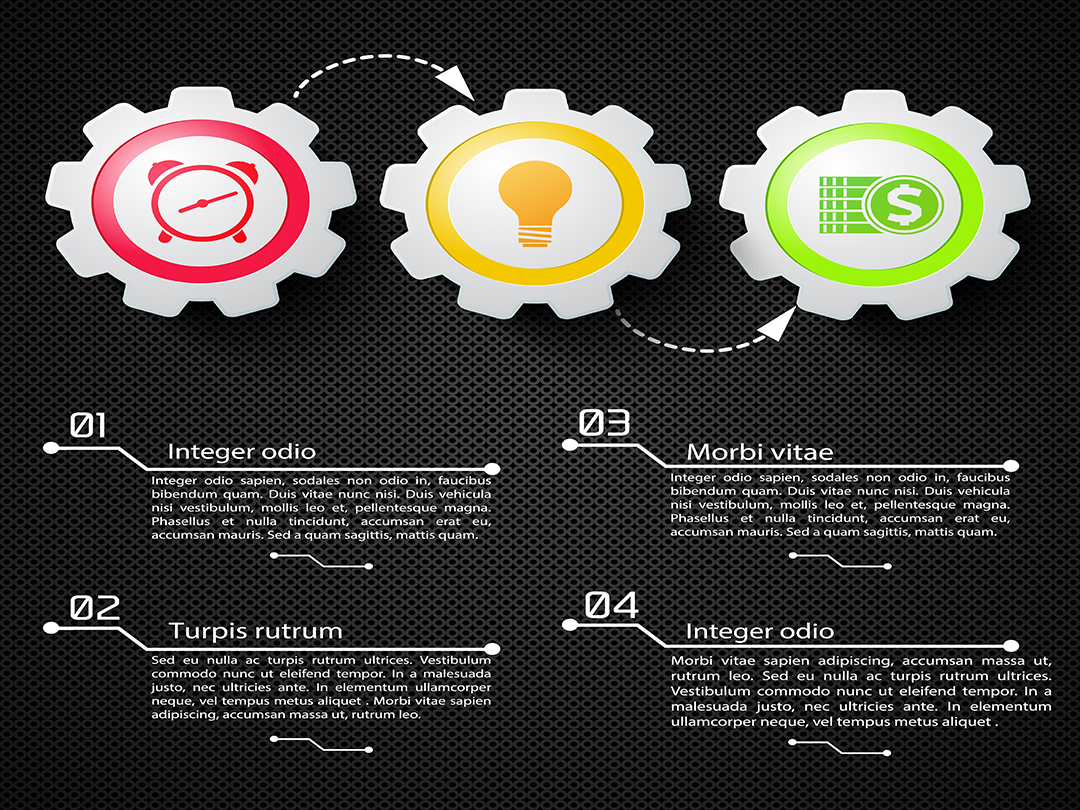 $
01
Integer odio
Integer odio sapien, sodales non odio in, faucibus
bibendum quam. Duis vitae nunc nisi. Duis vehicula
nisi vestibulum, mollis leo et, pellentesque magna.
Phasellus et nulla tincidunt, accumsan erat eu,
accumsan mauris. Sed a quam sagittis, mattis quam.
02
Turpis rutrum
Sed eu nulla ac turpis rutrum ultrices. Vestibulum
commodo nunc ut eleifend tempor. In a malesuada
justo, nec ultricies ante. In elementum ullamcorper
neque, vel tempus metus aliquet . Morbi vitae sapien
adipiscing, accumsan massa ut, rutrum leo.
03
Morbi vitae
Integer odio sapien, sodales non odio in, faucibus
bibendum quam. Duis vitae nunc nisi. Duis vehicula
nisi vestibulum, mollis leo et, pellentesque magna.
Phasellus et nulla tincidunt, accumsan erat eu,
accumsan mauris. Sed a quam sagittis, mattis quam.
04
Integer odio
Morbi vitae sapien adipiscing, accumsan massa ut,
rutrum leo. Sed eu nulla ac turpis rutrum ultrices.
Vestibulum commodo nunc ut eleifend tempor. In a
malesuada justo, nec ultricies ante. In elementum
ullamcorper neque, vel tempus metus aliquet .